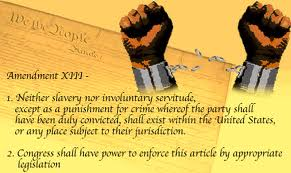 We the People
Amendment XIII -
1. Neither slavery nor involuntary servitude,
except as a punishment for crime whereof the party shall
have been duly convicted, shall exist within the United States,
or any place subject to their jurisdiction.
2. Congress shall have power to enforce this article by appropriate
legislation